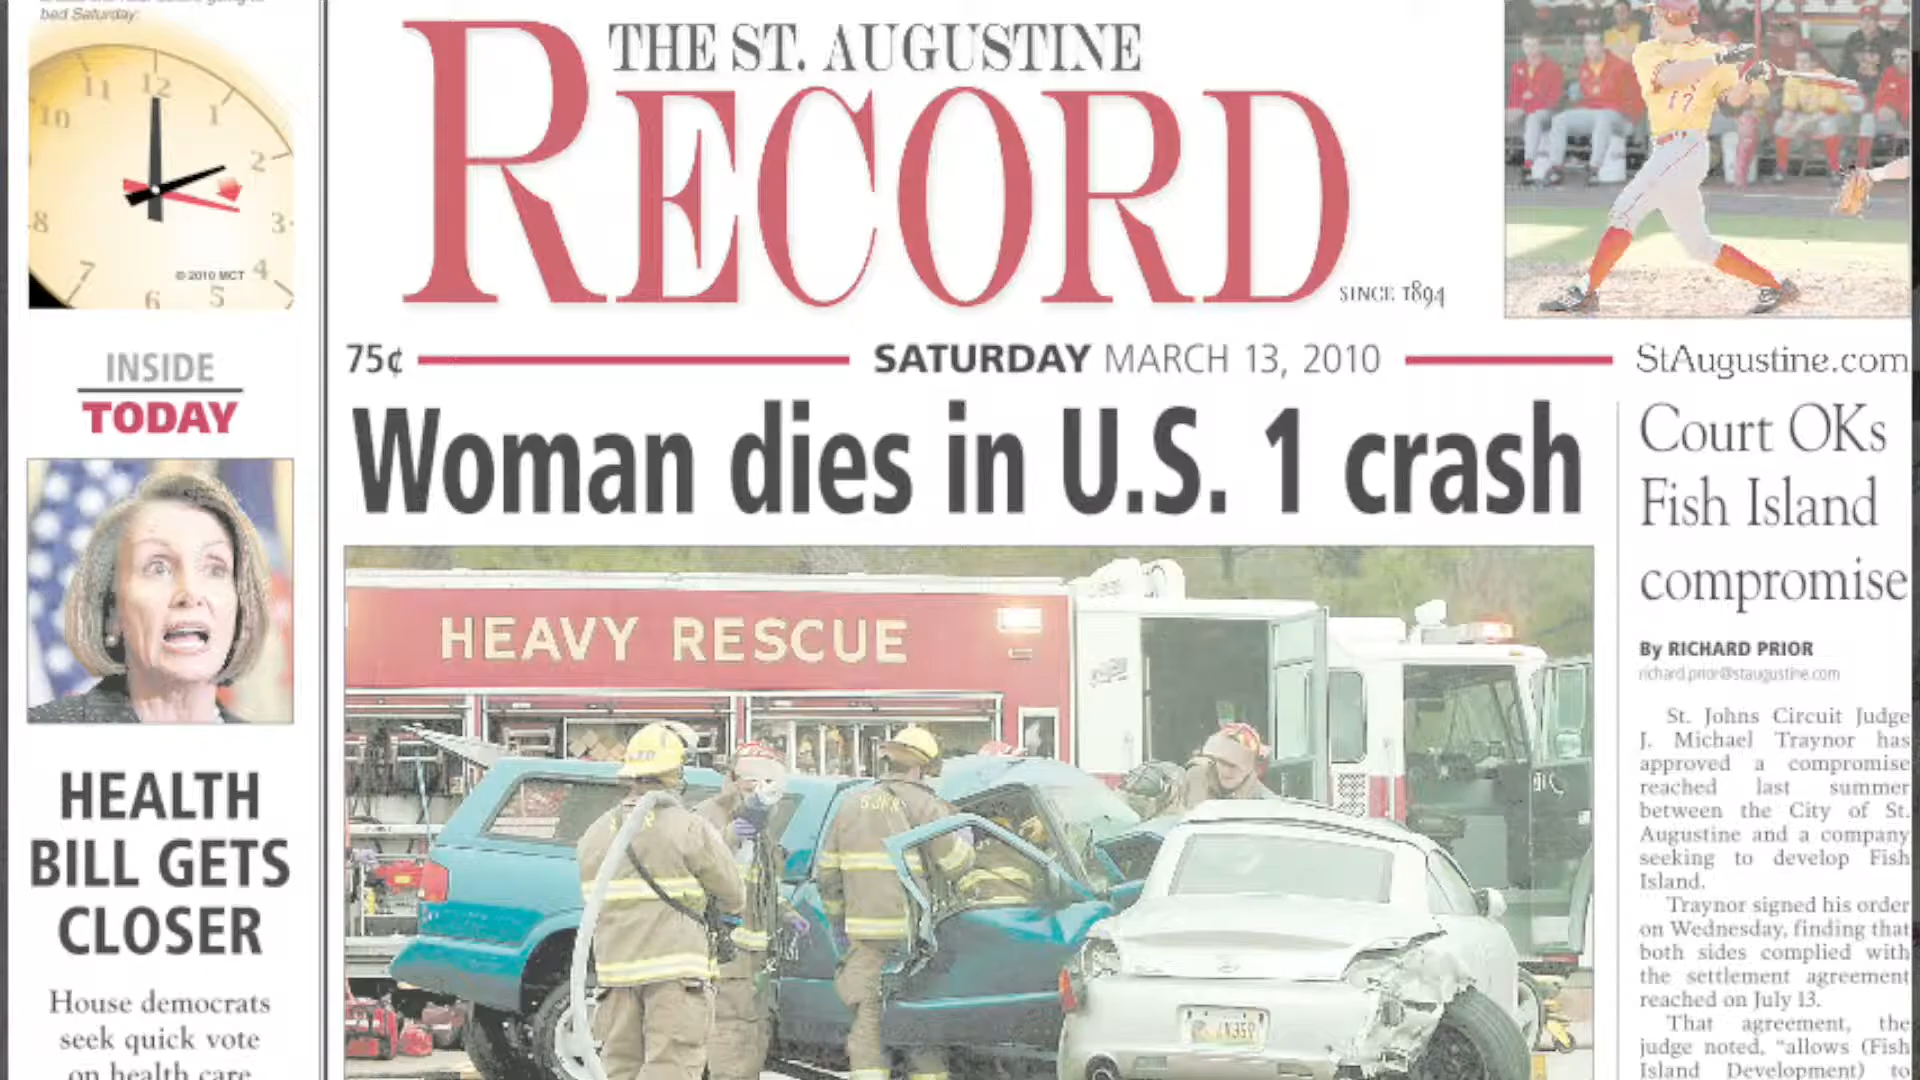 bed Saturday.
11 12 1
10 2
8 3
7 6 5 4
© 2010 MCT
THE ST. AUGUSTINE
RECORD
SINCE 1894
17
75¢
SATURDAY MARCH 13, 2010
StAugustine.com
INSIDE
TODAY
HEALTH
BILL GETS
CLOSER
House democrats
seek quick vote
on health care
Woman dies in U.S. 1 crash
HEAVY RESCUE
Court OKs
Fish Island
compromise
By RICHARD PRIOR
richard.prior@staugustine.com
St. Johns Circuit Judge
J. Michael Traynor has
approved a compromise
reached last summer
between the City of St.
Augustine and a company
seeking to develop Fish
Island.
Traynor signed his order
on Wednesday, finding that
both sides complied with
the settlement agreement
reached on July 13.
That agreement, the
judge noted, “allows (Fish
Island Development) to